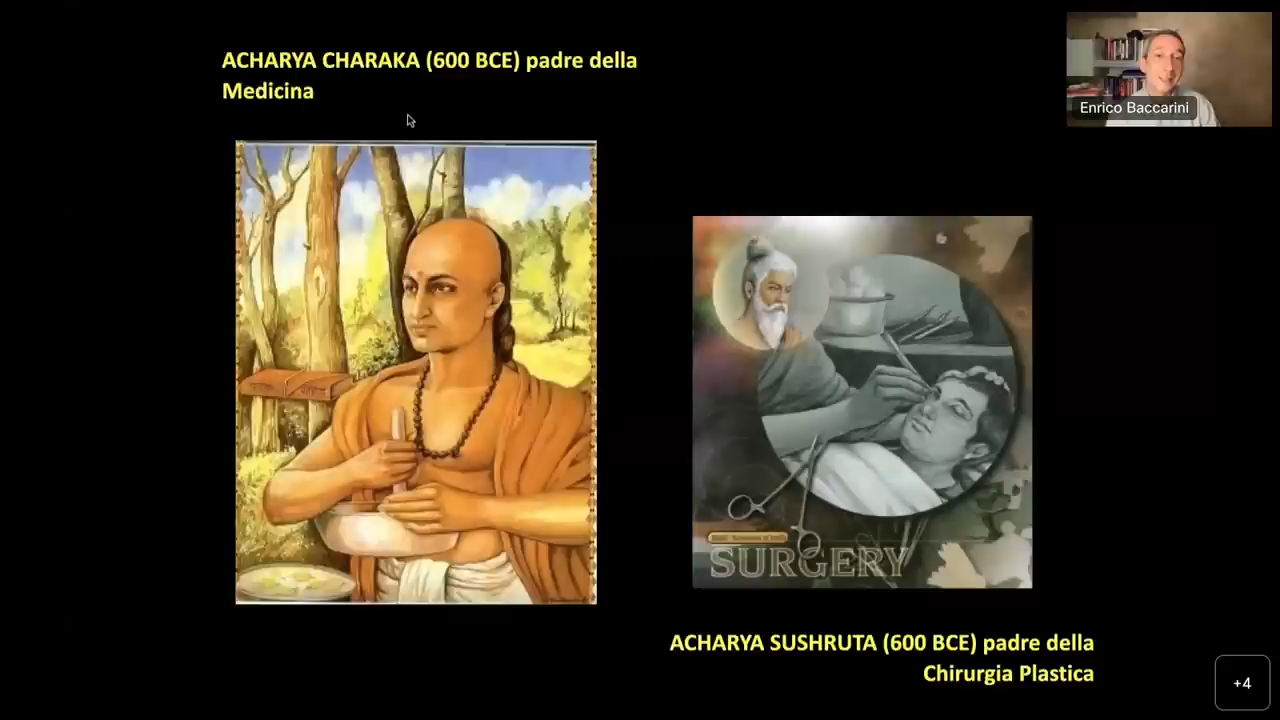 ACHARYA CHARAKA (600 BCE) padre della
Medicina
Enrico Baccarini
SURGERY
ACHARYA SUSHRUTA (600 BCE) padre della
Chirurgia Plastica
+4